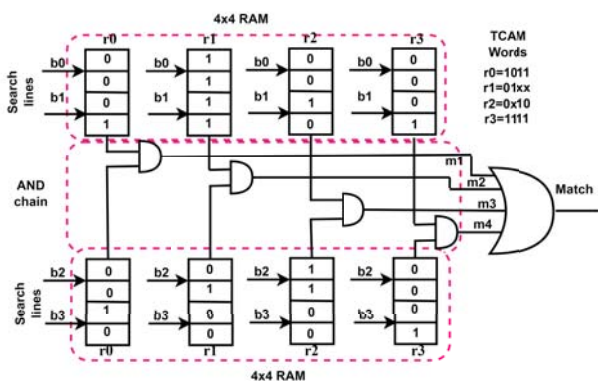 4x4 RAM
r0 r1 r2 r3
TCAM
Words
r0=1011
r1=01xx
r2=0x10
r3=1111
Search
lines
b0 b0 b0 b0
b1 b1 b1 b1
0 1 0 0
0 1 0 0
0 1 1 0
1 1 0 1
AND
chain
m1
m2
m3
m4
Match
Search
lines
b2 b2 b2 b2
b3 b3 b3 b3
0 0 1 0
0 1 1 0
1 0 0 0
0 0 0 1
r0 r1 r2 r3
4x4 RAM